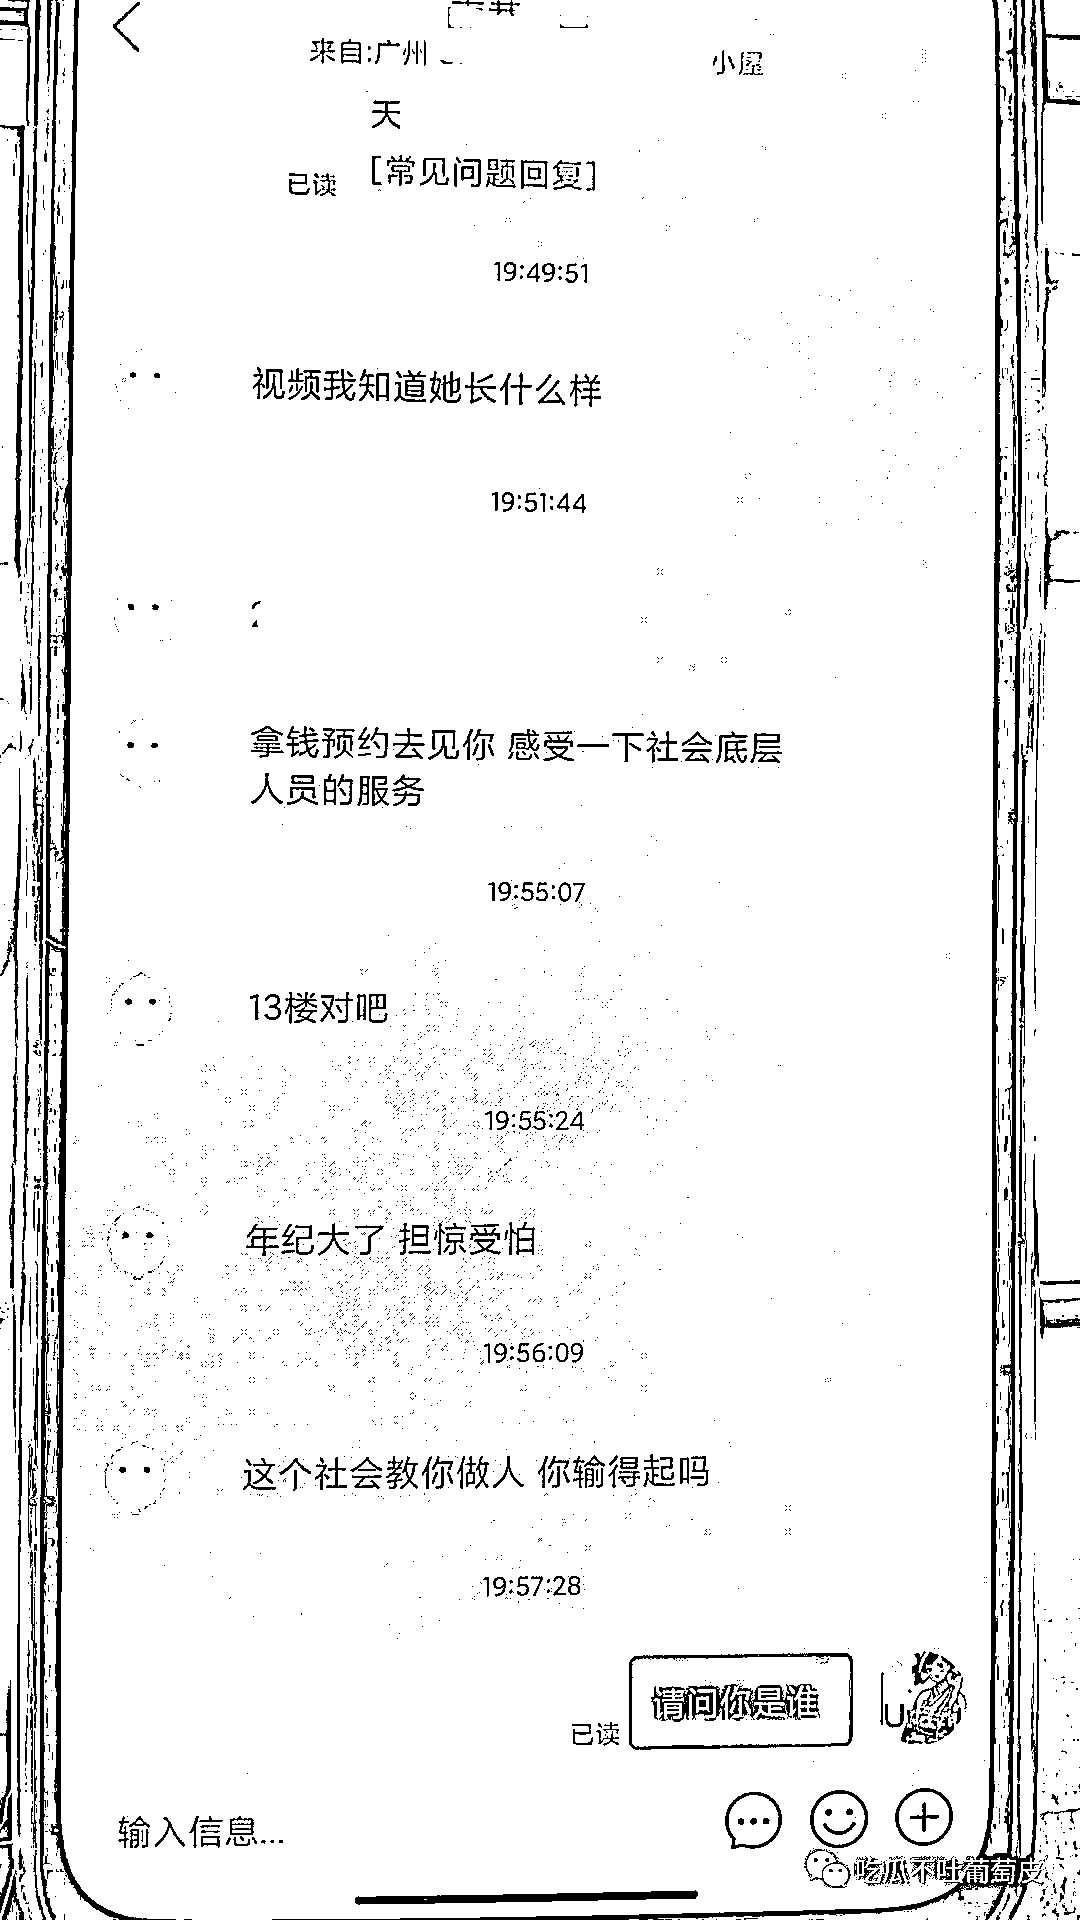 来自:广州
小屋
天
已读 [常见问题回复]
19:49:51
视频我知道她长什么样
19:51:44
拿钱预约去见你 感受一下社会底层
人员的服务
19:55:07
13楼对吧
19:55:24
年纪大了 担惊受怕
19:56:09
这个社会教你做人 你输得起吗
19:57:28
请问你是谁
已读
输入信息...
吃瓜不吐葡萄皮